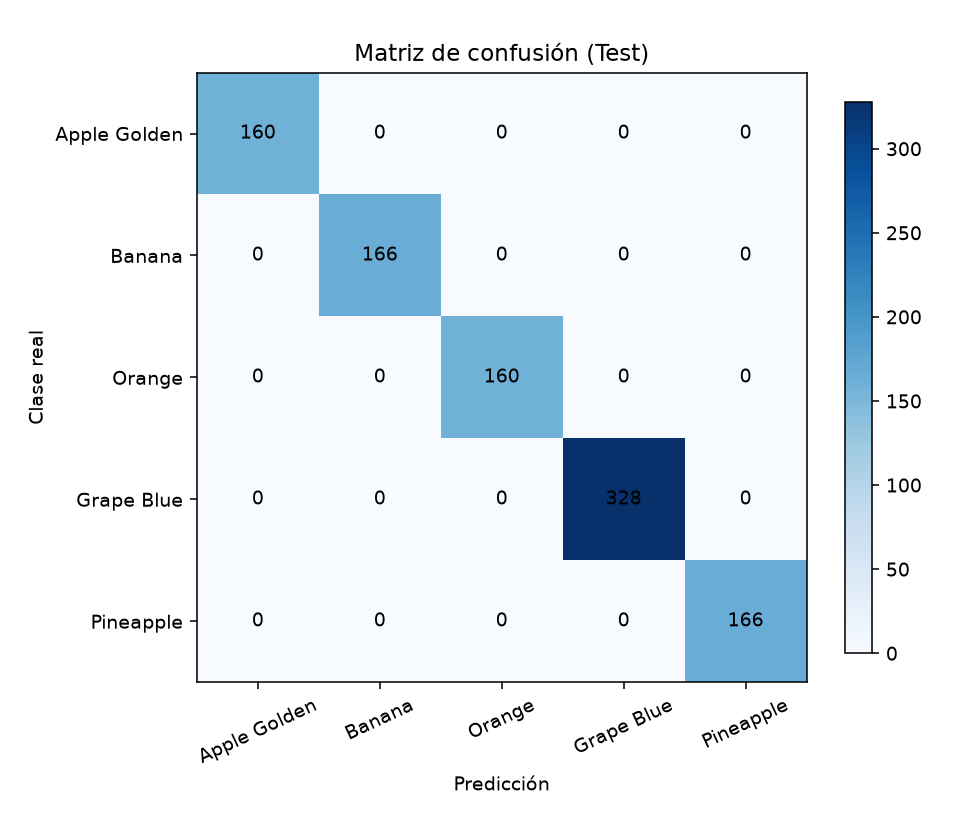 Matriz de confusión (Test)
Apple Golden 160 0 0 0 0
Banana 0 166 0 0 0
Orange 0 0 160 0 0
Grape Blue 0 0 0 328 0
Pineapple 0 0 0 0 166
Clase real
Apple Golden Banana Orange Grape Blue Pineapple
Predicción
300
250
200
150
100
50
0